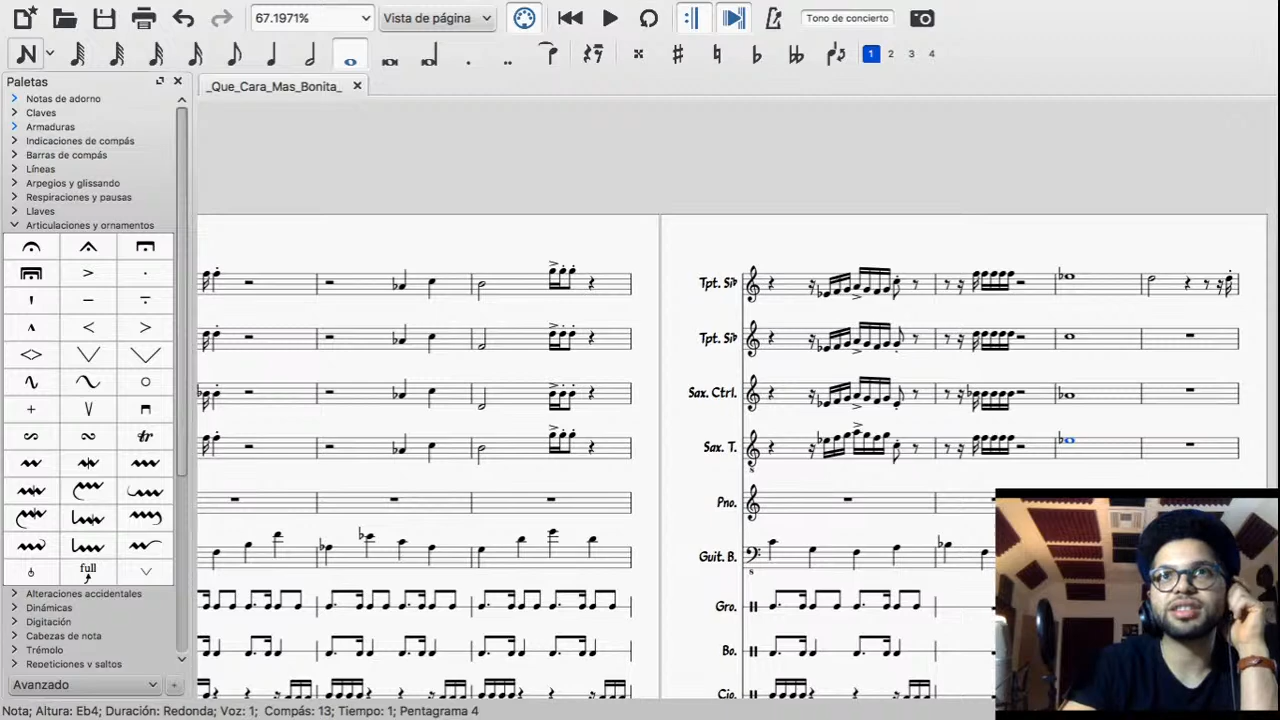 67.1971%
Vista de página
Tono de concierto
1 2 3 4
Paletas
_Que_Cara_Mas_Bonita_
Notas de adorno
Claves
Armaduras
Indicaciones de compás
Barras de compás
Líneas
Arpegios y glissando
Respiraciones y pausas
Llaves
Articulaciones y ornamentos
full
Alteraciones accidentales
Dinámicas
Digitación
Cabezas de nota
Trémolo
Repeticiones y saltos
Avanzado
Tpt. Si♭
Tpt. Si♭
Sax. Ctrl.
Sax. T.
Pno.
Guit. B.
Gro.
Bo.
Nota; Altura: Eb4; Duración: Redonda; Voz: 1; Compás: 13; Tiempo: 1; Pentagrama 4